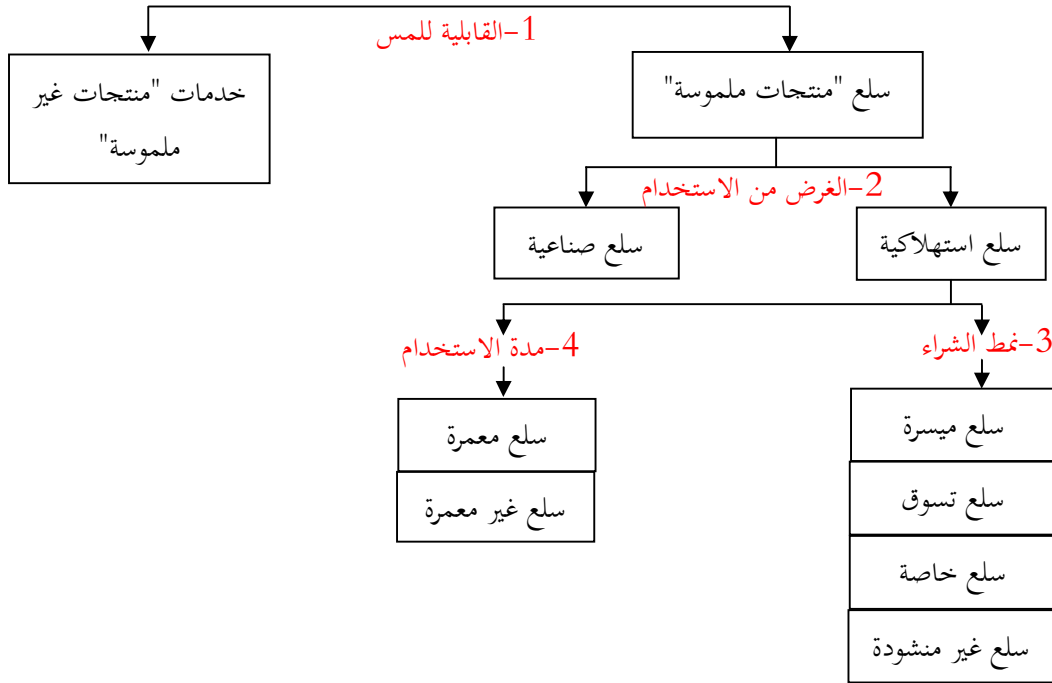 1-القابلية للمس
سلع "منتجات ملموسة"
خدمات "منتجات غير
ملموسة"
2-الغرض من الاستخدام
سلع استهلاكية
سلع صناعية
3-نمط الشراء
4-مدة الاستخدام
سلع ميسرة
سلع تسوق
سلع خاصة
سلع غير منشودة
سلع معمرة
سلع غير معمرة